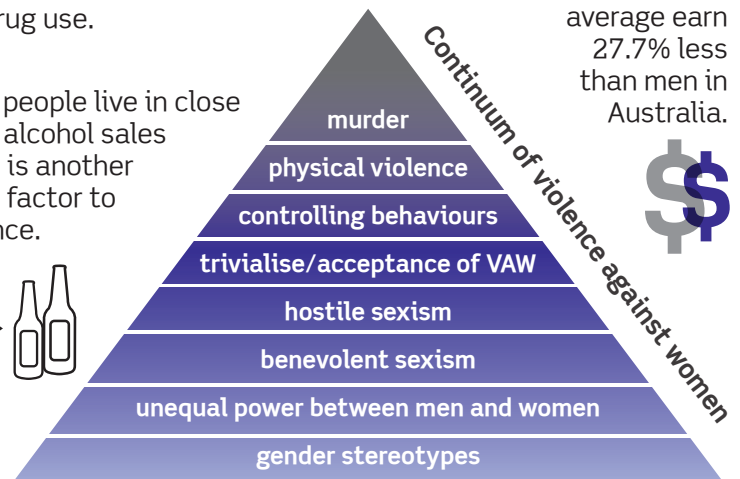 rug use.
people live in close
alcohol sales
is another
factor to
nce.
murder
physical violence
controlling behaviours
trivialise/acceptance of VAW
hostile sexism
benevolent sexism
unequal power between men and women
gender stereotypes
Continuum of violence against women
average earn
27.7% less
than men in
Australia.
$$